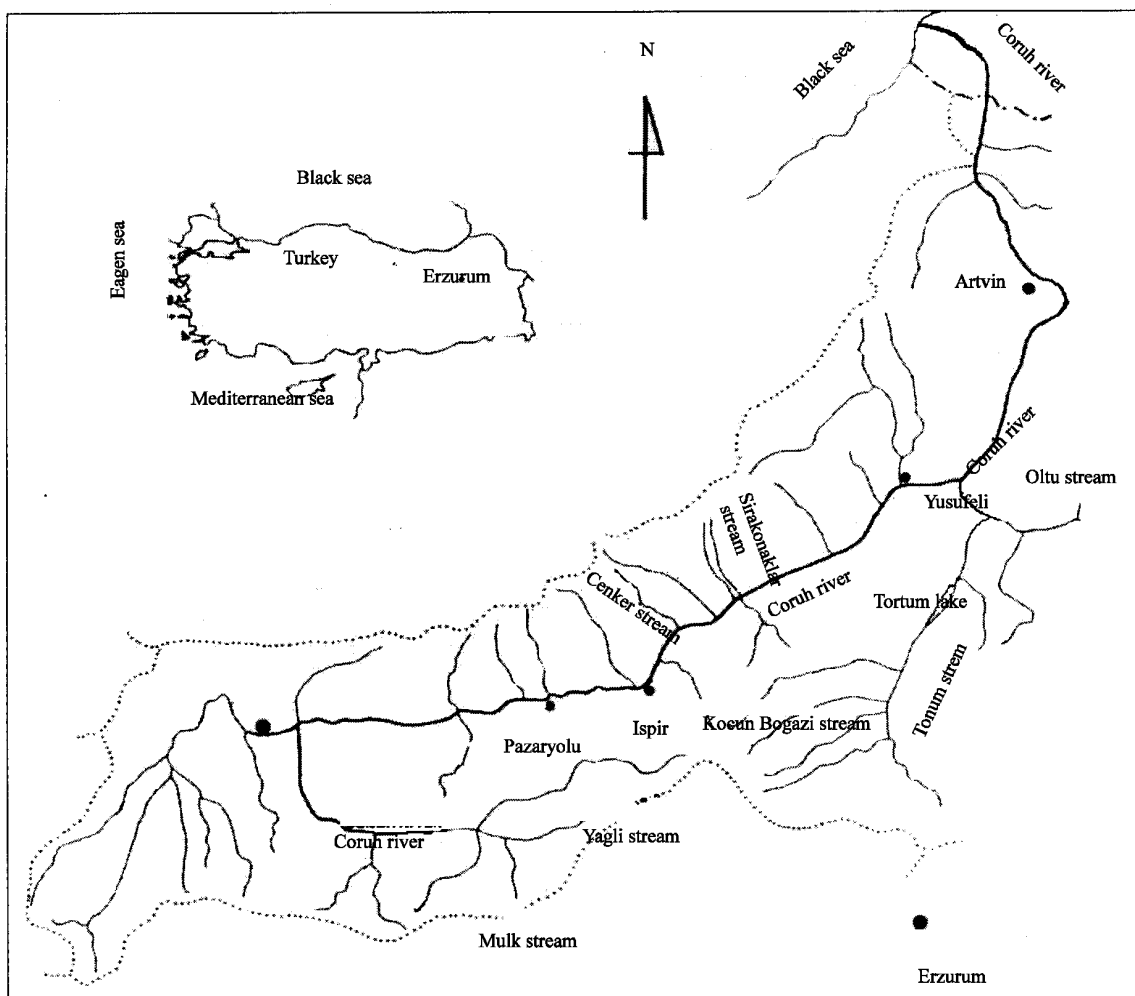 N
Black sea
Coruh river
Black sea
Eagen sea
Turkey
Erzurum
Mediterranean sea
Artvin
Coruh river
Oltu stream
Yusufeli
Sirakonaklar
stream
Coruh river
Cenker stream
Tortum lake
Tonum strem
Ispir
Kocun Bogazi stream
Pazaryolu
Coruh river
Yagli stream
Mulk stream
Erzurum